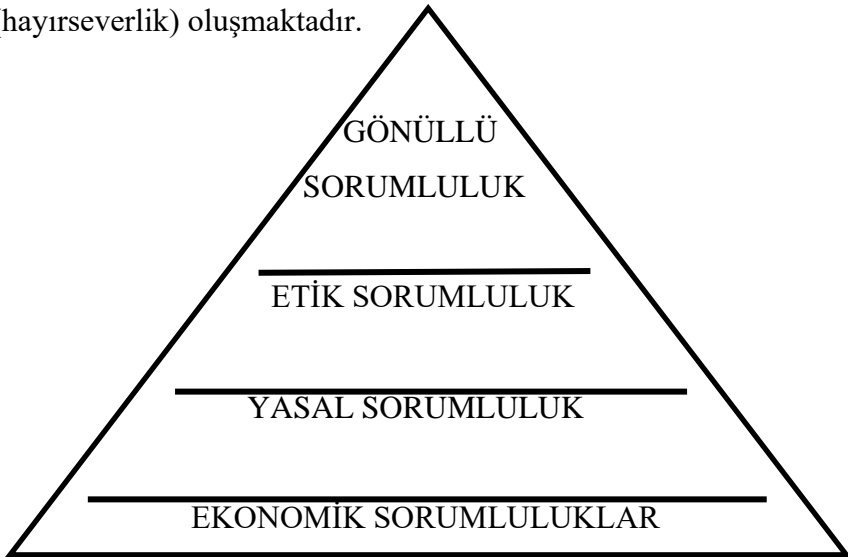 (hayırseverlik) oluşmaktadır.
GÖNÜLLÜ
SORUMLULUK
ETİK SORUMLULUK
YASAL SORUMLULUK
EKONOMİK SORUMLULUKLAR